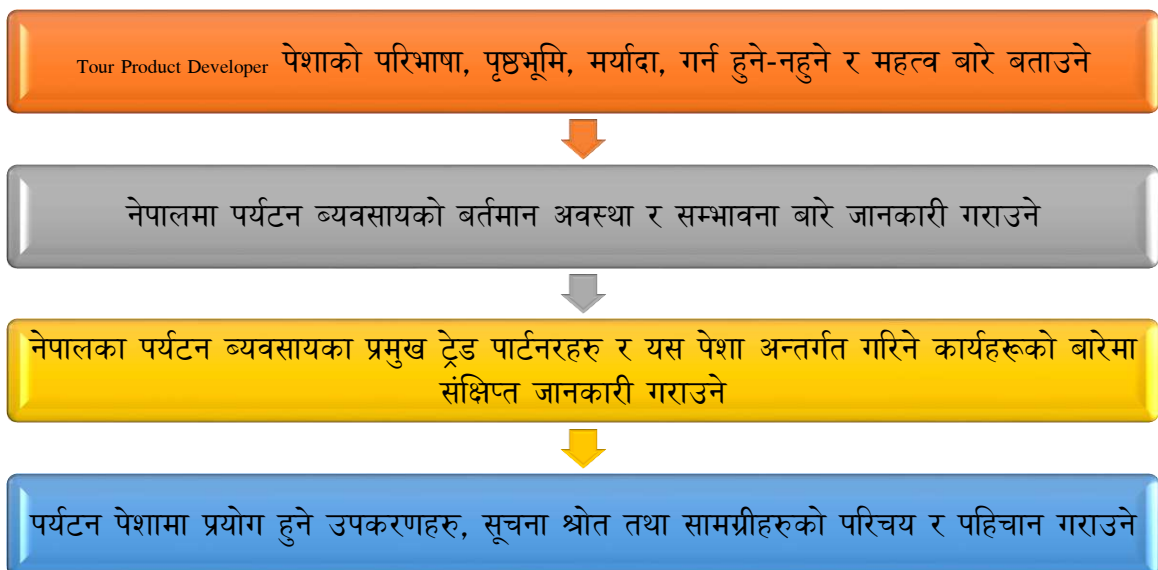 Tour Product Developer पेशाको परिभाषा, पृष्ठभूमि, मर्यादा, गर्न हुने-नहुने र महत्व बारे बताउने
नेपालमा पर्यटन ब्यवसायको बर्तमान अवस्था र सम्भावना बारे जानकारी गराउने
नेपालका पर्यटन ब्यवसायका प्रमुख ट्रेड पार्टनरहरु र यस पेशा अन्तर्गत गरिने कार्यहरूको बारेमा
संक्षिप्त जानकारी गराउने
पर्यटन पेशामा प्रयोग हुने उपकरणहरु, सूचना श्रोत तथा सामग्रीहरुको परिचय र पहिचान गराउने